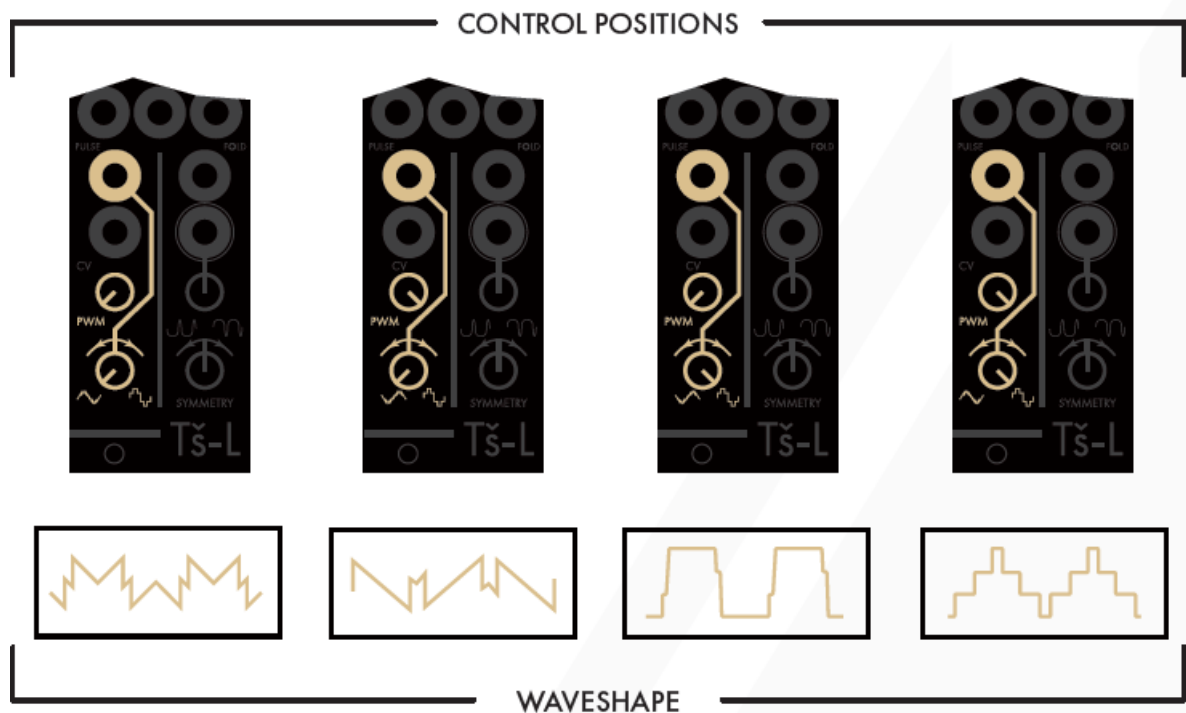 CONTROL POSITIONS
PULSE FOLD PULSE FOLD PULSE FOLD PULSE FOLD
CV CV CV CV
PWM PWM PWM PWM
SYMMETRY SYMMETRY SYMMETRY SYMMETRY
Tš-L Tš-L Tš-L Tš-L
WAVESHAPE